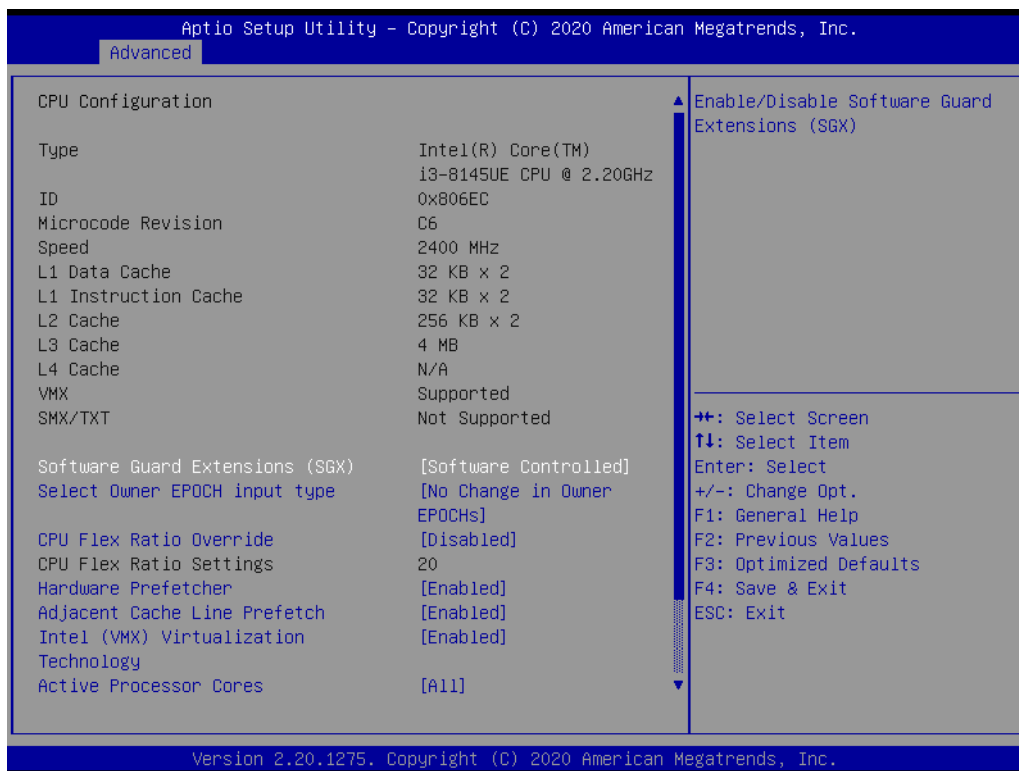 Aptio Setup Utility – Copyright (C) 2020 American Megatrends, Inc.
Advanced
CPU Configuration
Type Intel(R) Core(TM)
i3-8145UE CPU @ 2.20GHz
ID 0x806EC
Microcode Revision C6
Speed 2400 MHz
L1 Data Cache 32 KB x 2
L1 Instruction Cache 32 KB x 2
L2 Cache 256 KB x 2
L3 Cache 4 MB
L4 Cache N/A
VMX Supported
SMX/TXT Not Supported
Software Guard Extensions (SGX) [Software Controlled]
Select Owner EPOCH input type [No Change in Owner
EPOCHs]
CPU Flex Ratio Override [Disabled]
CPU Flex Ratio Settings 20
Hardware Prefetcher [Enabled]
Adjacent Cache Line Prefetch [Enabled]
Intel (VMX) Virtualization [Enabled]
Technology
Active Processor Cores [All]
Enable/Disable Software Guard
Extensions (SGX)
→←: Select Screen
↑↓: Select Item
Enter: Select
+/-: Change Opt.
F1: General Help
F2: Previous Values
F3: Optimized Defaults
F4: Save & Exit
ESC: Exit
Version 2.20.1275. Copyright (C) 2020 American Megatrends, Inc.